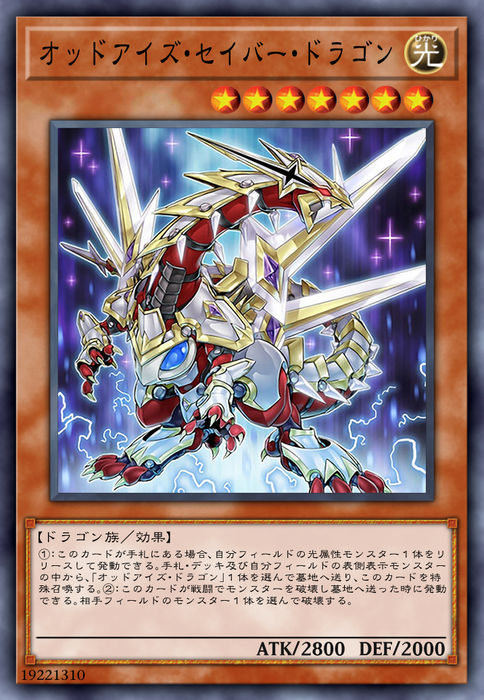 オッドアイズ・セイバー・ドラゴン
ひかり
光
【ドラゴン族／効果】
①:このカードが手札にある場合、自分フィールドの光属性モンスター１体をリ
リースして発動できる。手札・デッキ及び自分フィールドの表側表示モンスター
の中から、「オッドアイズ・ドラゴン」１体を選んで墓地へ送り、このカードを特
殊召喚する。②:このカードが戦闘でモンスターを破壊し墓地へ送った時に発動
できる。相手フィールドのモンスター１体を選んで破壊する。
ATK/2800 DEF/2000
19221310